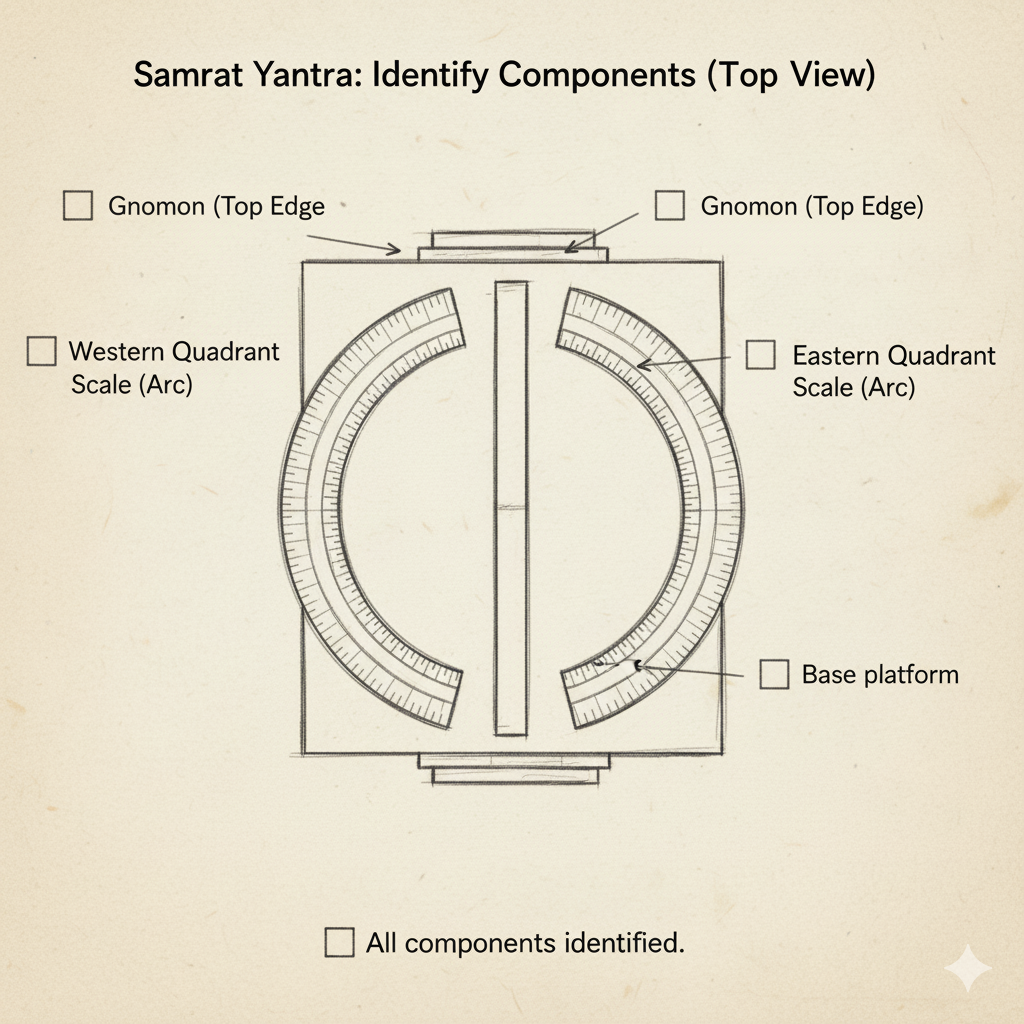 Samrat Yantra: Identify Components (Top View)
Gnomon (Top Edge
Gnomon (Top Edge)
Western Quadrant
Scale (Arc)
Eastern Quadrant
Scale (Arc)
Base platform
All components identified.